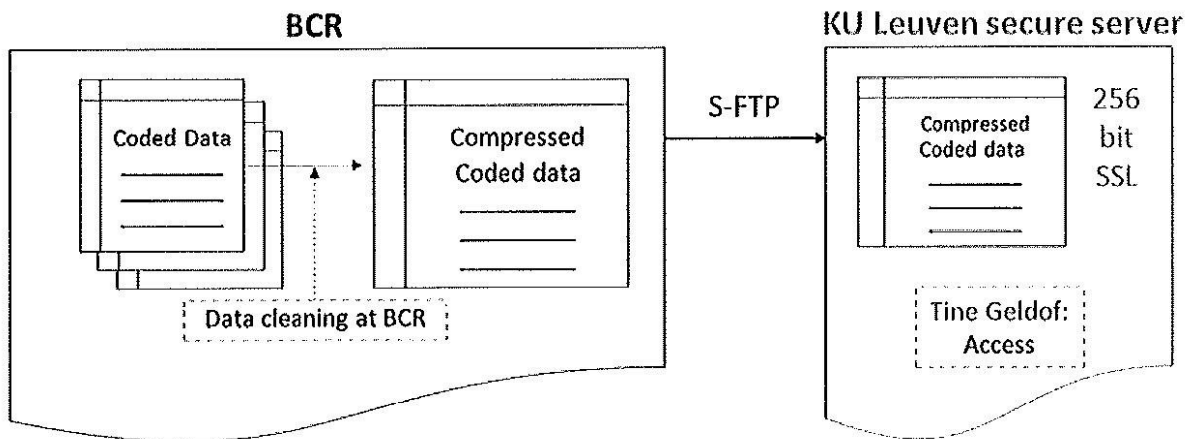 BCR
Coded Data
Compressed
Coded data
Data cleaning at BCR
S-FTP
KU Leuven secure server
Compressed
Coded data
256
bit
SSL
Tine Geldof:
Access